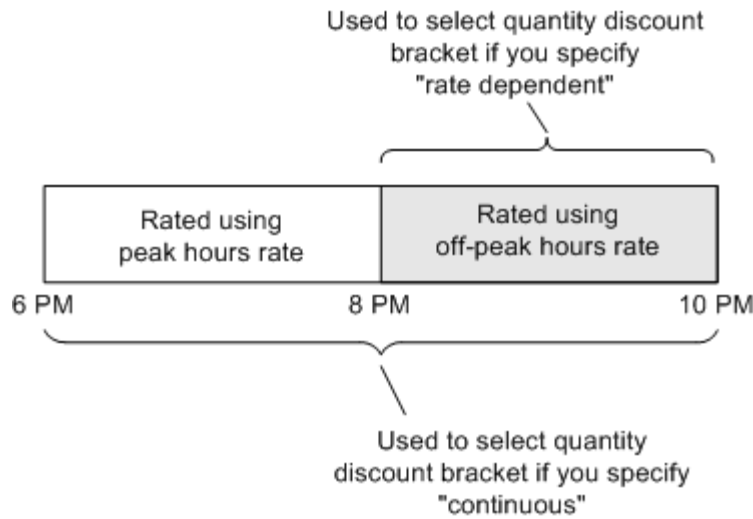 Used to select quantity discount
bracket if you specify
"rate dependent"
Rated using
peak hours rate
Rated using
off-peak hours rate
6 PM
8 PM
10 PM
Used to select quantity
discount bracket if you specify
"continuous"